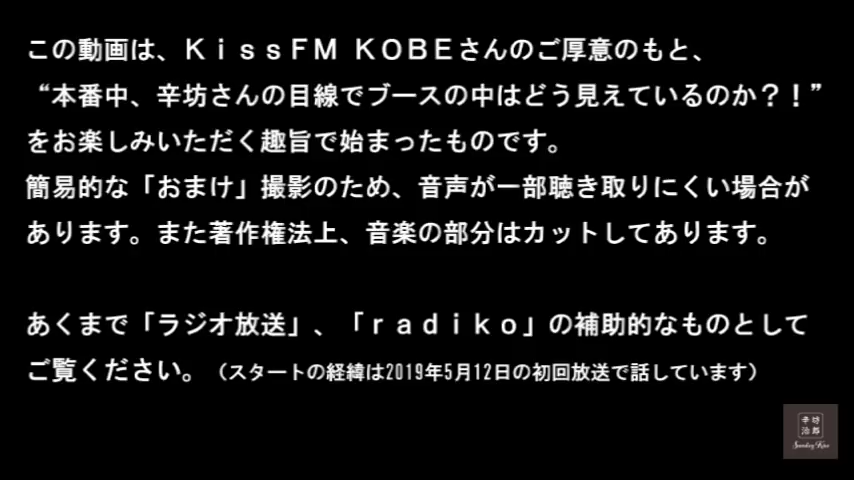 この動画は、ＫｉｓｓＦＭ ＫＯＢＥさんのご厚意のもと、
“本番中、辛坊さんの目線でブースの中はどう見えているのか？！”
をお楽しみいただく趣旨で始まったものです。
簡易的な「おまけ」撮影のため、音声が一部聴き取りにくい場合が
あります。また著作権法上、音楽の部分はカットしてあります。
あくまで「ラジオ放送」、「ｒａｄｉｋｏ」の補助的なものとして
ご覧ください。（スタートの経緯は2019年5月12日の初回放送で話しています）
辛坊
治郎
Sunday Kiss